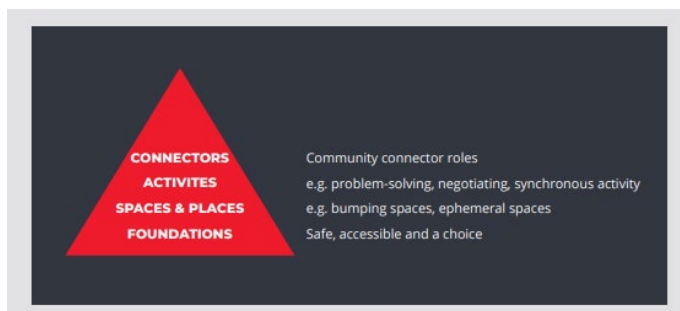 CONNECTORS Community connector roles
ACTIVITES e.g. problem-solving, negotiating, synchronous activity
SPACES & PLACES e.g. bumping spaces, ephemeral spaces
FOUNDATIONS Safe, accessible and a choice